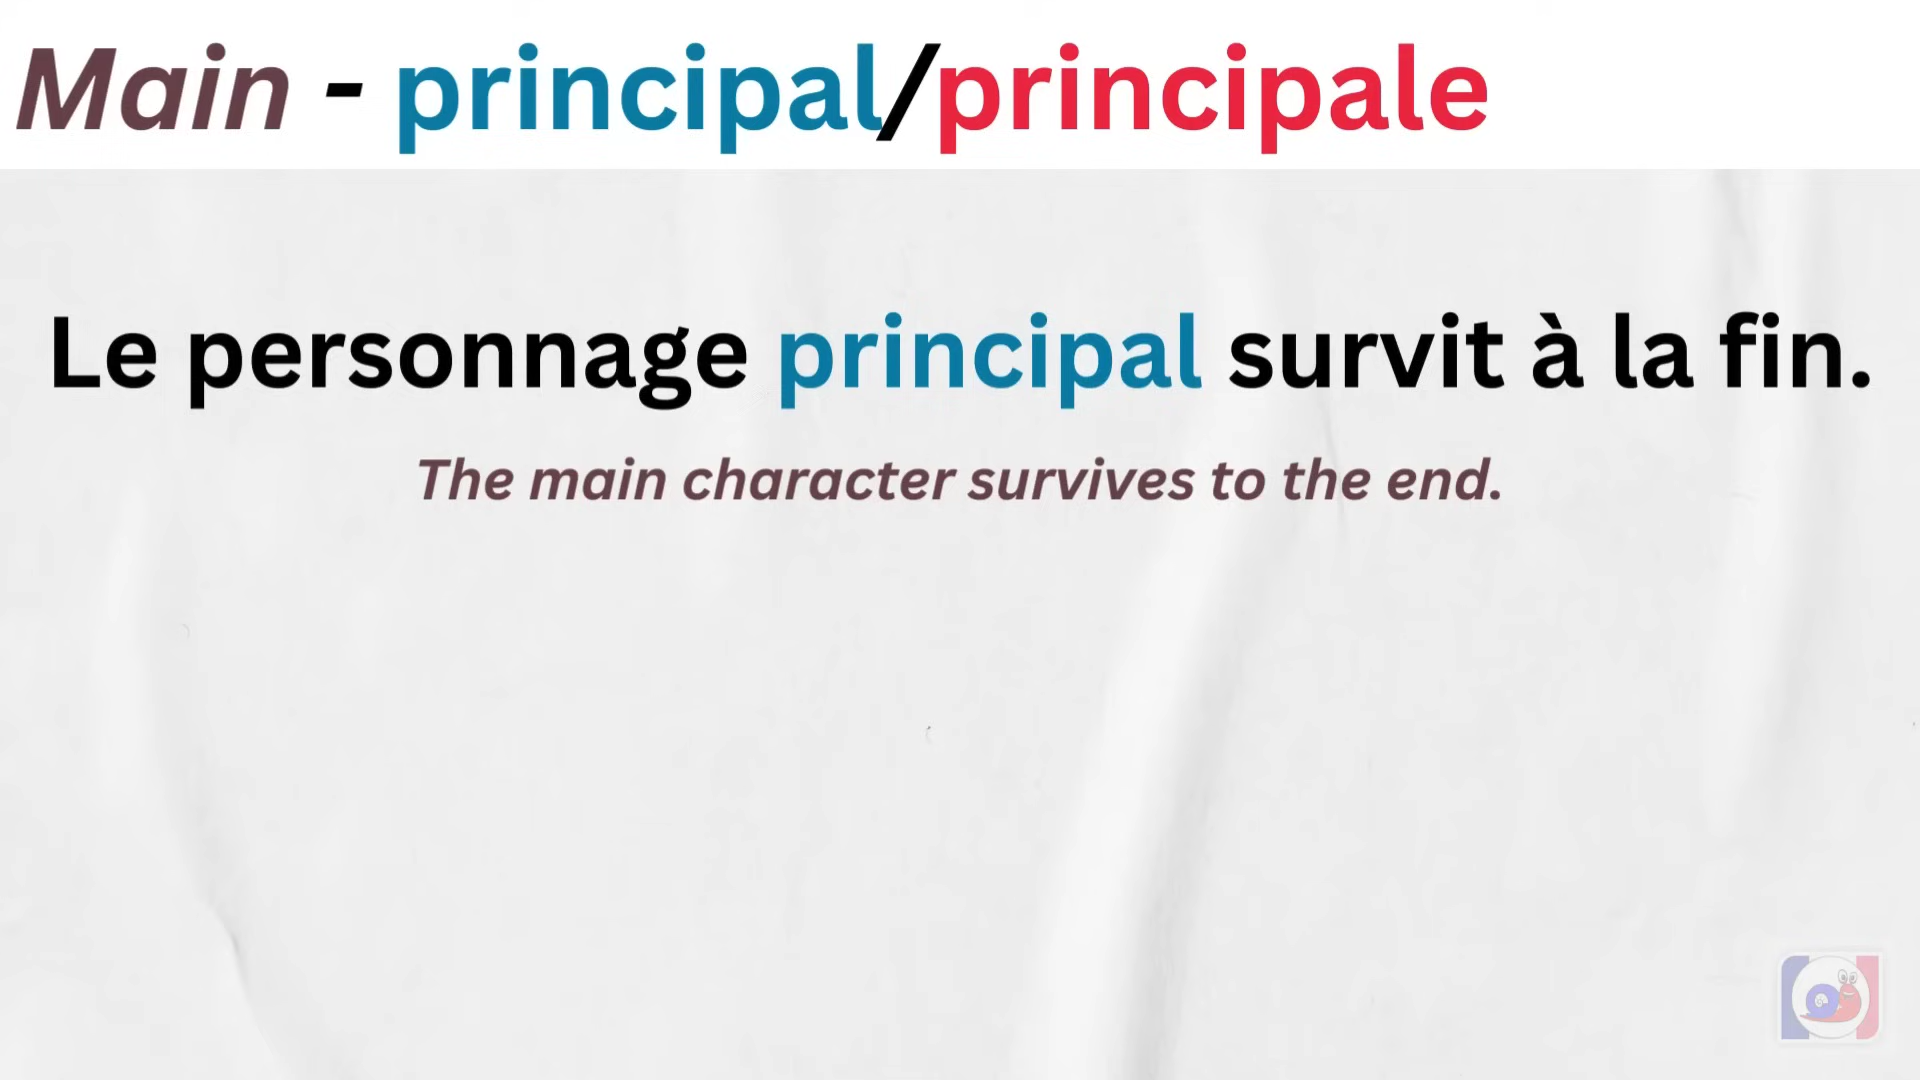 Main - principal/principale
Le personnage principal survit à la fin.
The main character survives to the end.